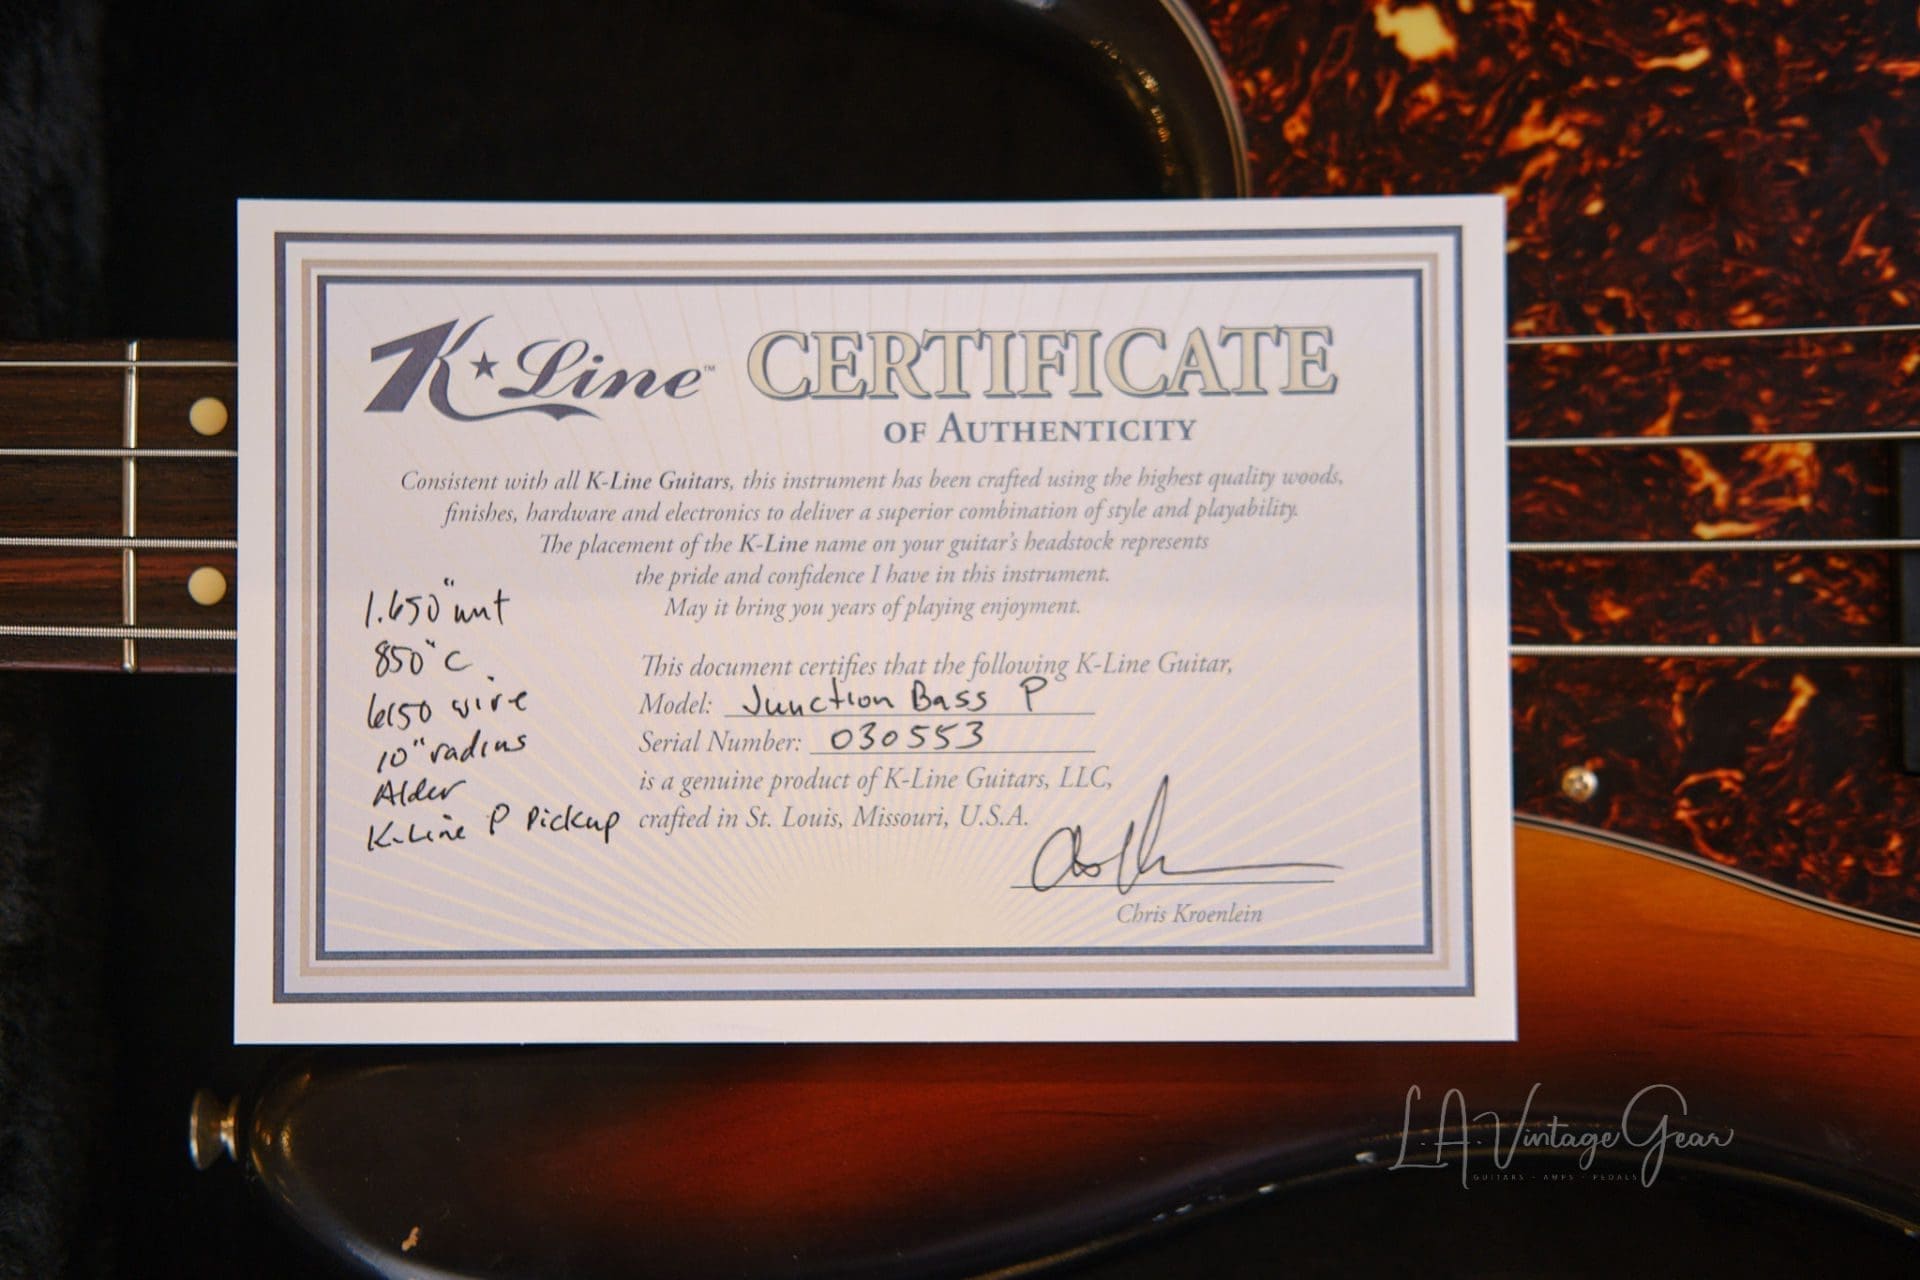 K★Line™ CERTIFICATE
OF AUTHENTICITY
Consistent with all K-Line Guitars, this instrument has been crafted using the highest quality woods,
finishes, hardware and electronics to deliver a superior combination of style and playability.
The placement of the K-Line name on your guitar's headstock represents
the pride and confidence I have in this instrument.
May it bring you years of playing enjoyment.
1.650" nut
850" C
6150 wire
10" radius
Alder
K-Line P Pickup
This document certifies that the following K-Line Guitar,
Model: Junction Bass P
Serial Number: 030553
is a genuine product of K-Line Guitars, LLC,
crafted in St. Louis, Missouri, U.S.A.
Chris Kroenlein
L.A. Vintage Gear
GUITARS - AMPS - PEDALS